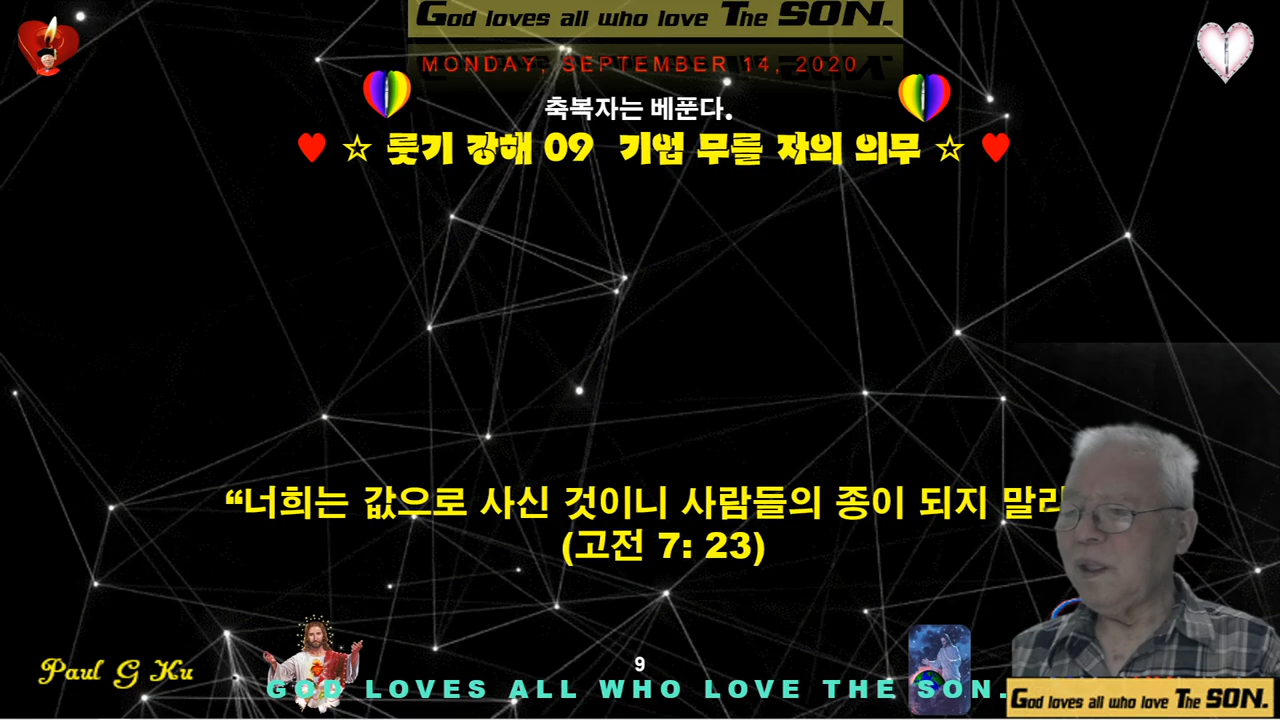 God loves all who love The SON.
MONDAY, SEPTEMBER 14, 2020
축복자는 베푼다.
♥ ☆ 룻기 강해 09 기업 무를 자의 의무 ☆ ♥
“너희는 값으로 사신 것이니 사람들의 종이 되지 말라
(고전 7: 23)
9
Paul G Ku
GOD LOVES ALL WHO LOVE THE SON.
God loves all who love The SON.